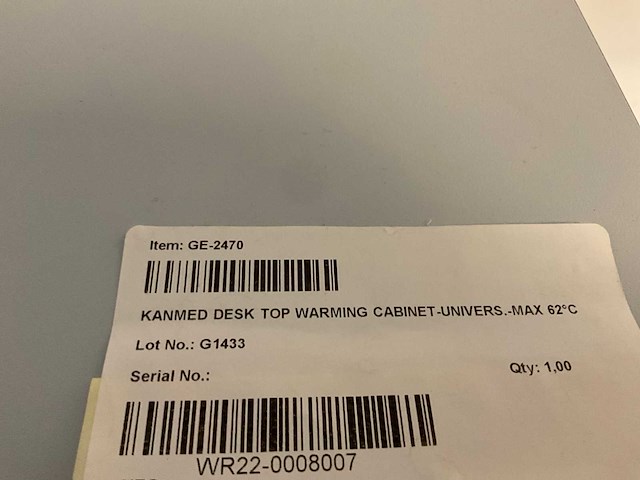 Item: GE-2470
KANMED DESK TOP WARMING CABINET-UNIVERS.-MAX 62°C
Lot No.: G1433
Serial No.:
Qty: 1,00
WR22-0008007